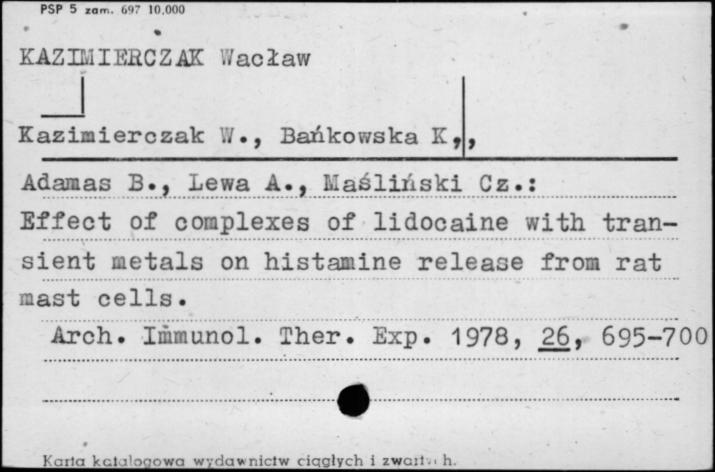 PSP 5 zam. 697 10.000
KAZIMIERCZAK Wacław
Kazimierczak W., Bańkowska K,,
Adamas B., Lewa A., Maśliński Cz.:
Effect of complexes of lidocaine with tran-
sient metals on histamine release from rat
mast cells.
Arch. Immunol. Ther. Exp. 1978, 26, 695-700
Karta katalogowa wydawnictw ciągłych i zwartych.